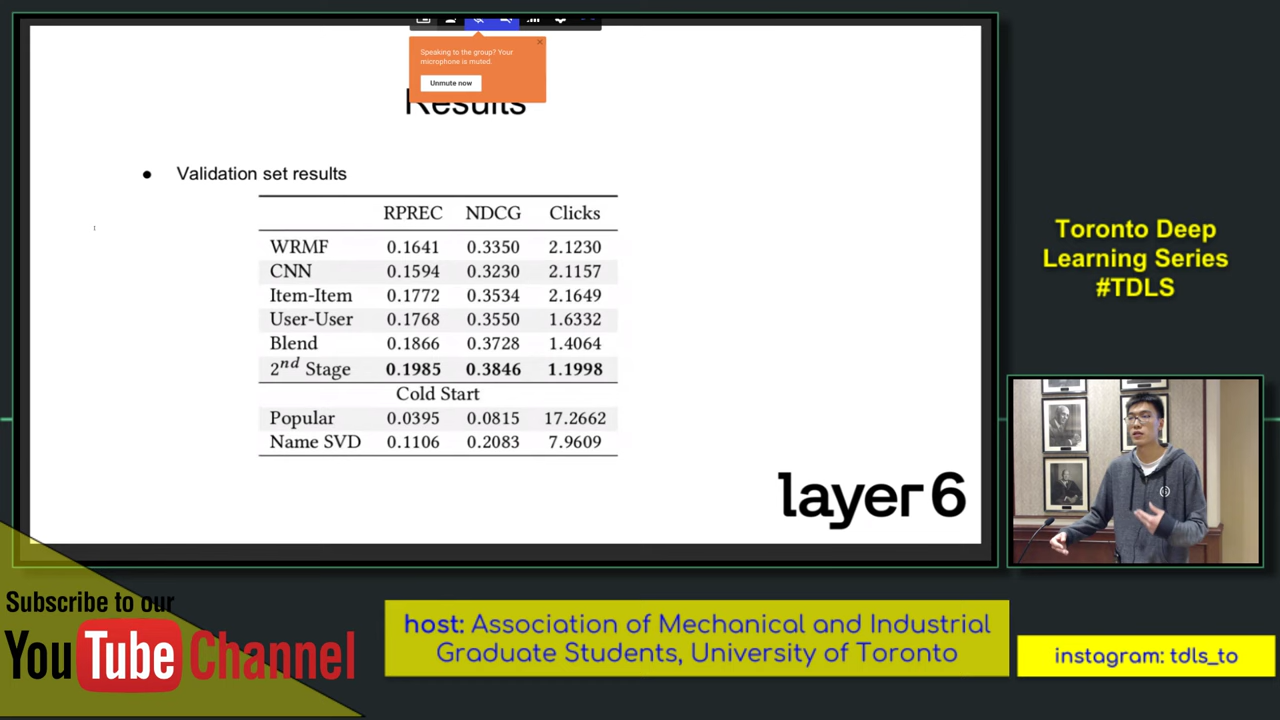 Speaking to the group? Your
microphone is muted.
Unmute now
Results
● Validation set results
RPREC NDCG Clicks
WRMF 0.1641 0.3350 2.1230
CNN 0.1594 0.3230 2.1157
Item-Item 0.1772 0.3534 2.1649
User-User 0.1768 0.3550 1.6332
Blend 0.1866 0.3728 1.4064
2nd Stage 0.1985 0.3846 1.1998
Cold Start
Popular 0.0395 0.0815 17.2662
Name SVD 0.1106 0.2083 7.9609
layer 6
Toronto Deep
Learning Series
#TDLS
Subscribe to our
YouTube Channel
host: Association of Mechanical and Industrial
Graduate Students, University of Toronto
instagram: tdls_to